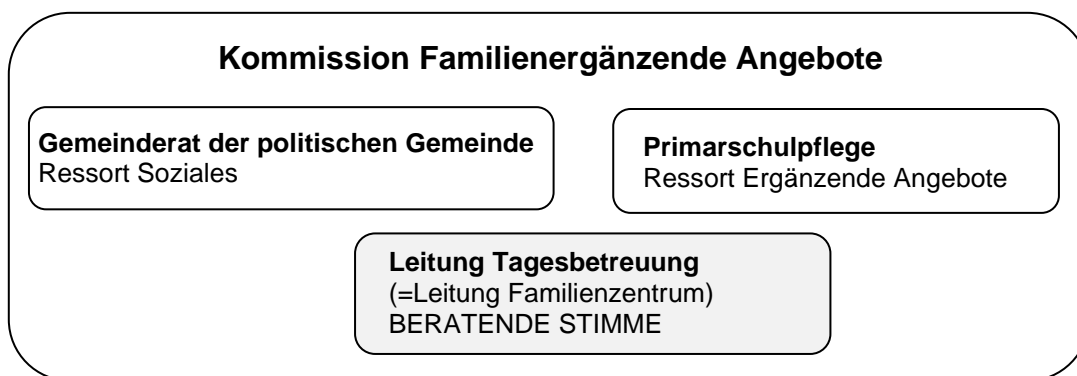 Kommission Familienergänzende Angebote
Gemeinderat der politischen Gemeinde
Ressort Soziales
Primarschulpflege
Ressort Ergänzende Angebote
Leitung Tagesbetreuung
(=Leitung Familienzentrum)
BERATENDE STIMME